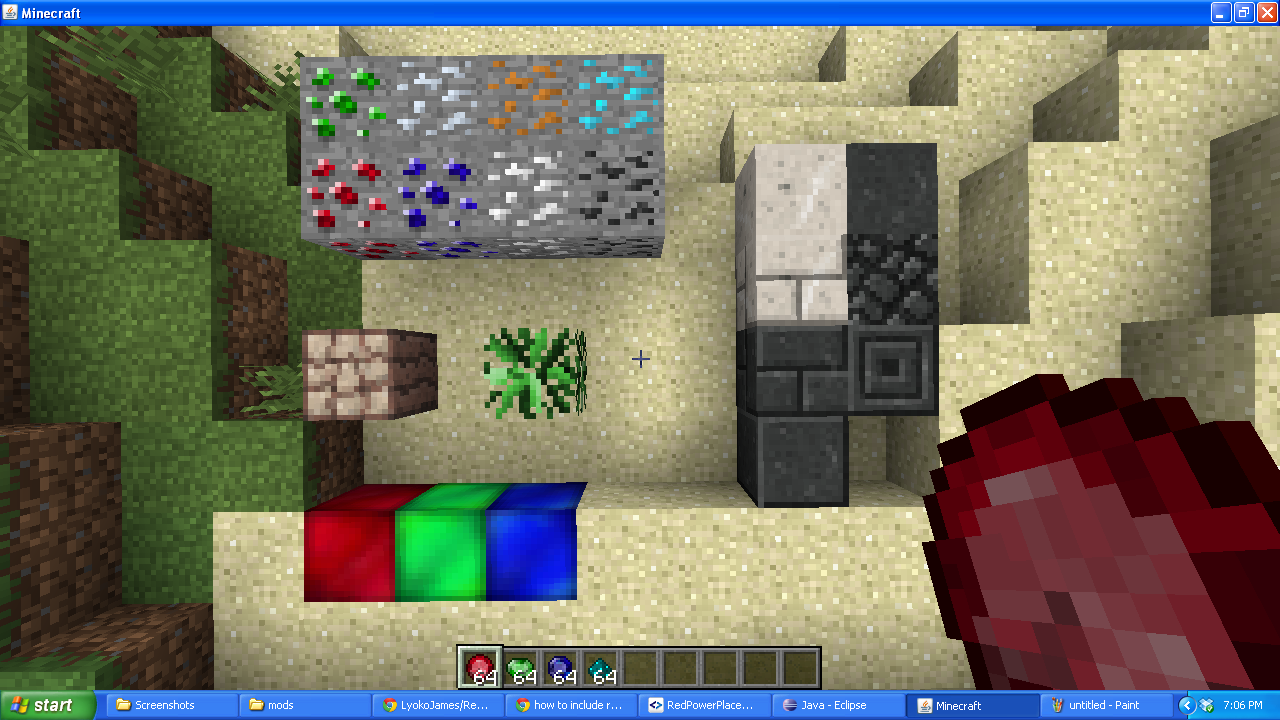 Minecraft
64 64 64 64
start Screenshots mods LyokoJames/Re... how to include r... RedPowerPlace... Java - Eclipse Minecraft untitled - Paint 7:06 PM